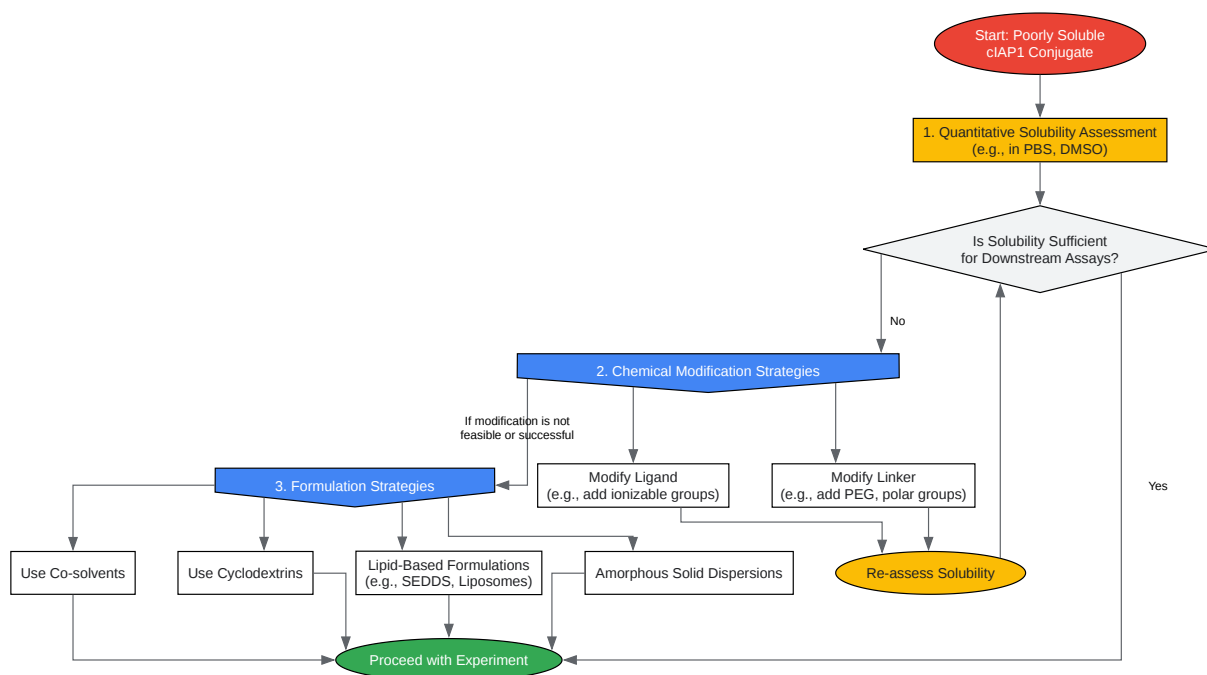 Start: Poorly Soluble
cIAP1 Conjugate
1. Quantitative Solubility Assessment
(e.g., in PBS, DMSO)
Is Solubility Sufficient
for Downstream Assays?
No
2. Chemical Modification Strategies
If modification is not
feasible or successful
Modify Ligand
(e.g., add ionizable groups)
Modify Linker
(e.g., add PEG, polar groups)
3. Formulation Strategies
Yes
Use Co-solvents
Use Cyclodextrins
Lipid-Based Formulations
(e.g., SEDDS, Liposomes)
Amorphous Solid Dispersions
Re-assess Solubility
Proceed with Experiment